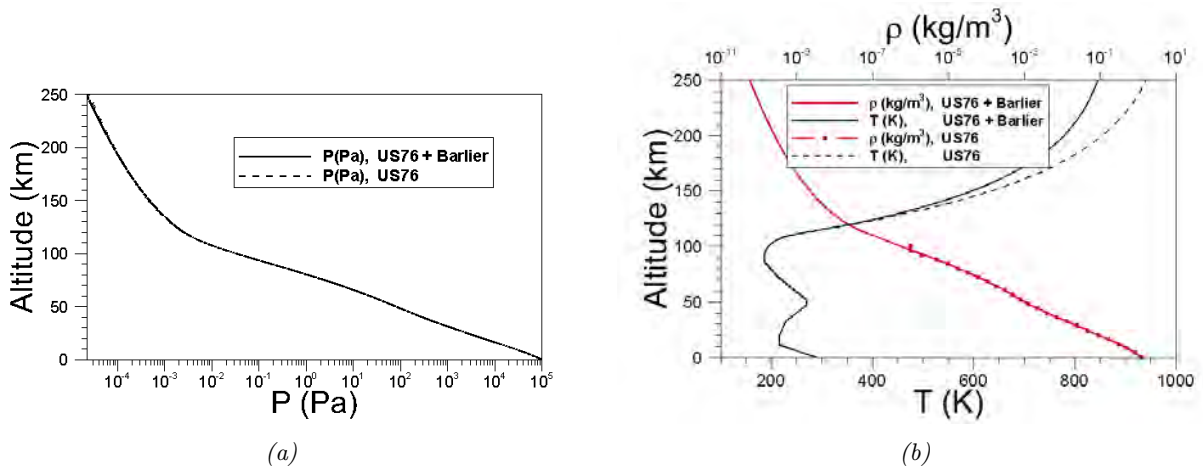 250
200
150
100
50
0
Altitude (km)
P(Pa), US76 + Barlier
P(Pa), US76
10⁻⁴ 10⁻³ 10⁻² 10⁻¹ 10⁰ 10¹ 10² 10³ 10⁴ 10⁵
P (Pa)
(a)
ρ (kg/m³)
10⁻¹¹ 10⁻⁹ 10⁻⁷ 10⁻⁵ 10⁻³ 10⁻¹ 10¹
250
200
150
100
50
0
Altitude (km)
ρ (kg/m³), US76 + Barlier
T (K), US76 + Barlier
ρ (kg/m³), US76
T (K), US76
200 400 600 800 1000
T (K)
(b)